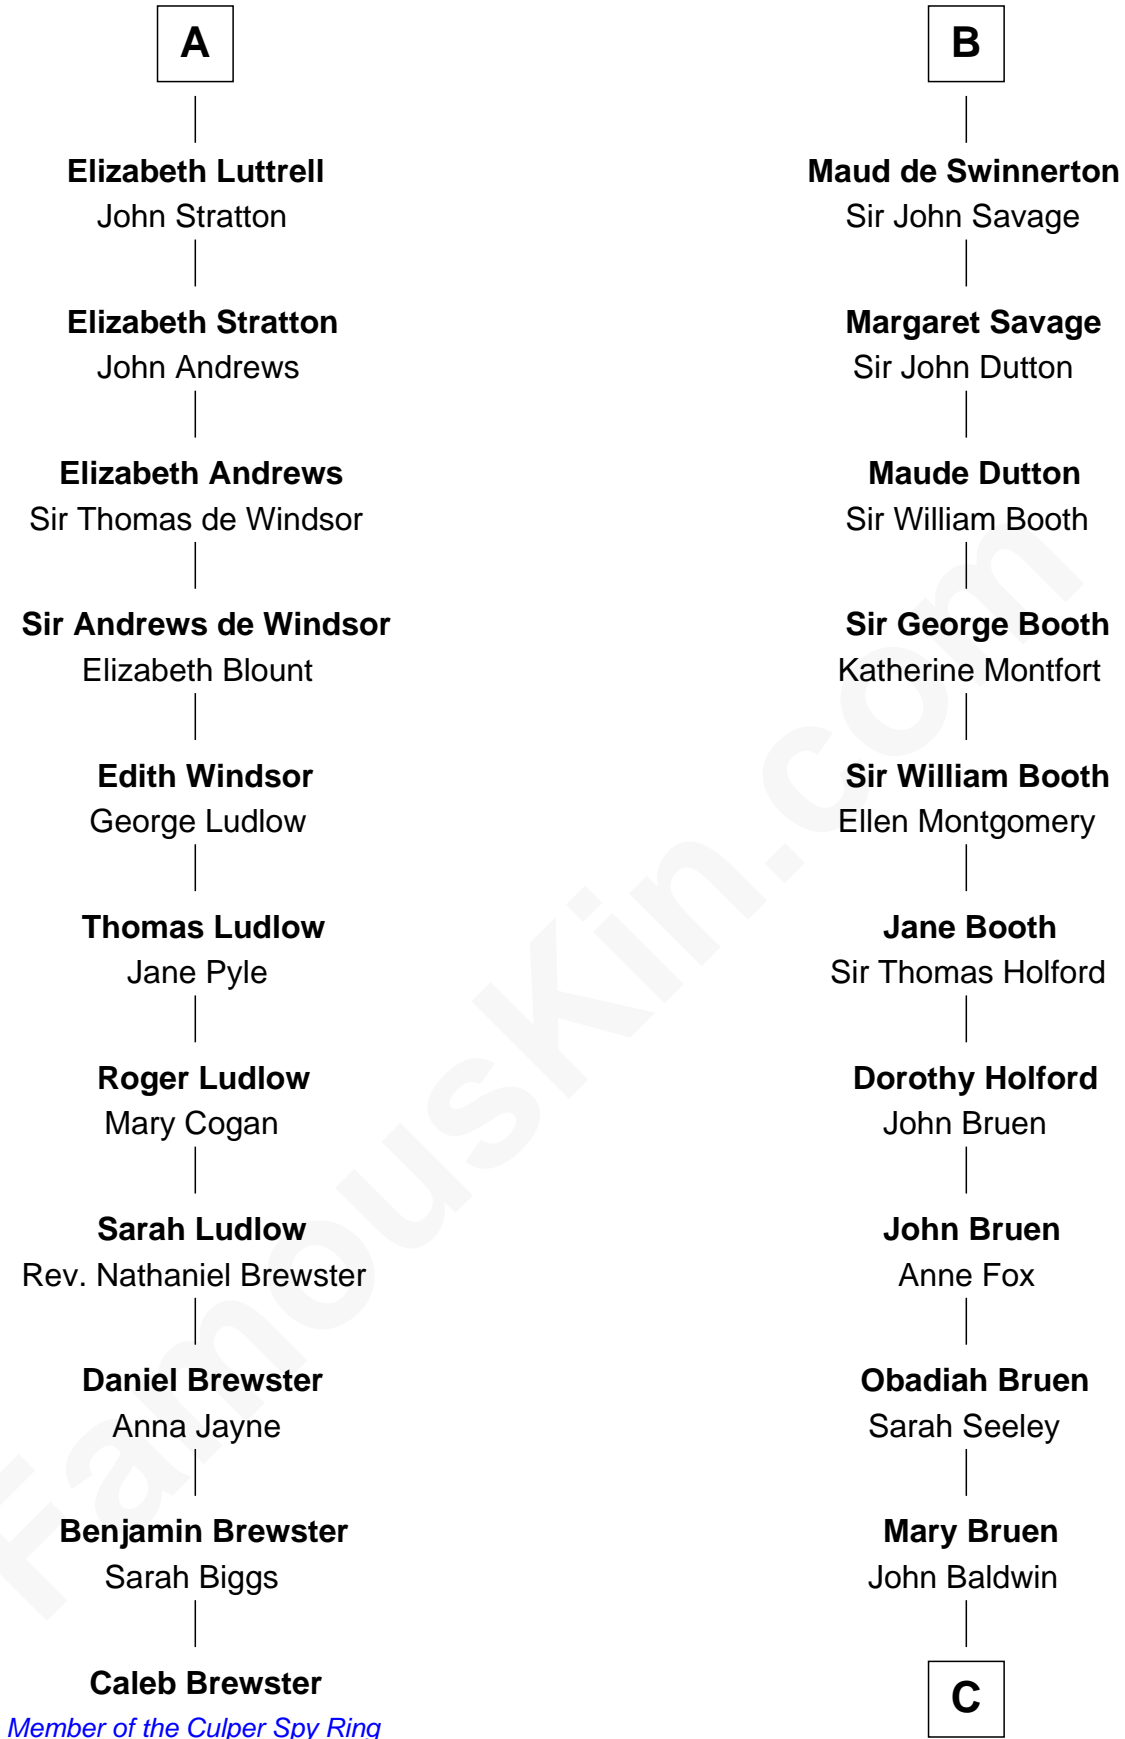 A
Elizabeth Luttrell
John Stratton
Elizabeth Stratton
John Andrews
Elizabeth Andrews
Sir Thomas de Windsor
Sir Andrews de Windsor
Elizabeth Blount
Edith Windsor
George Ludlow
Thomas Ludlow
Jane Pyle
Roger Ludlow
Mary Cogan
Sarah Ludlow
Rev. Nathaniel Brewster
Daniel Brewster
Anna Jayne
Benjamin Brewster
Sarah Biggs
Caleb Brewster
Member of the Culper Spy Ring
B
Maud de Swinnerton
Sir John Savage
Margaret Savage
Sir John Dutton
Maude Dutton
Sir William Booth
Sir George Booth
Katherine Montfort
Sir William Booth
Ellen Montgomery
Jane Booth
Sir Thomas Holford
Dorothy Holford
John Bruen
John Bruen
Anne Fox
Obadiah Bruen
Sarah Seeley
Mary Bruen
John Baldwin
C
FamousKin.com